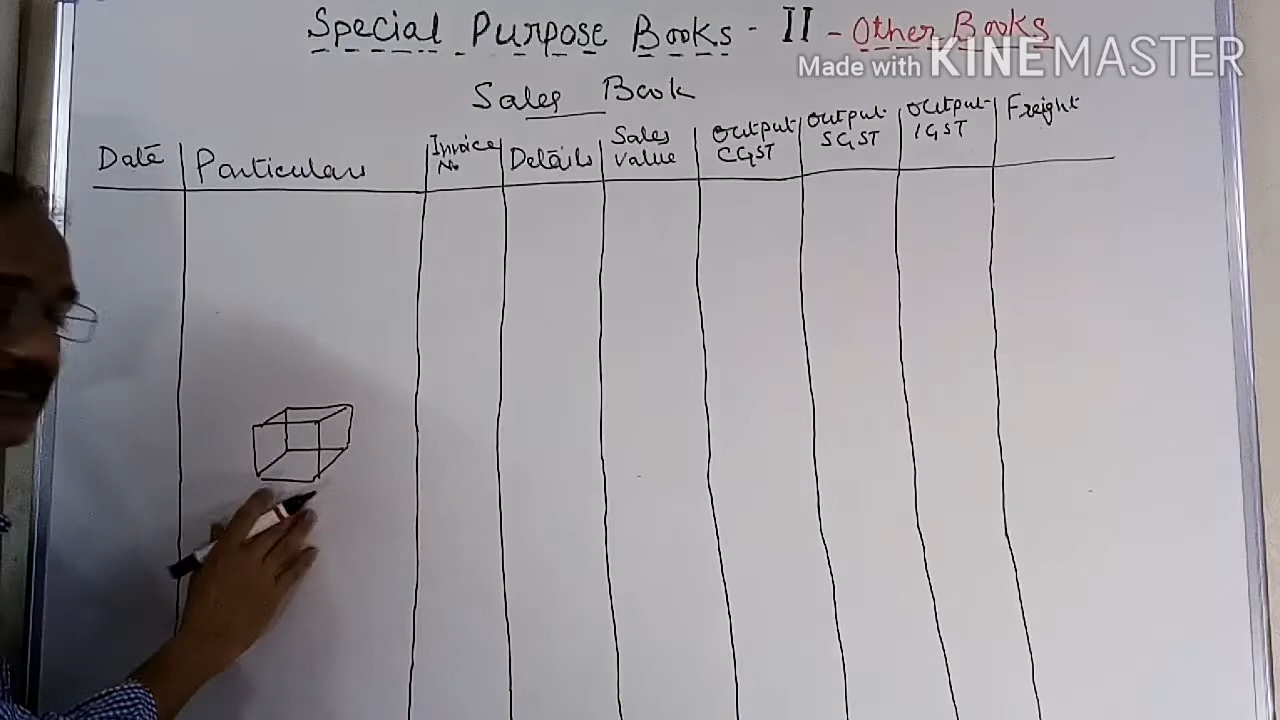 Special Purpose Books - II - Other Books
Made with KINEMASTER
Sales Book
Date
Particulars
Invoice No
Details
Sales Value
Output CGST
Output SGST
Output IGST
Freight